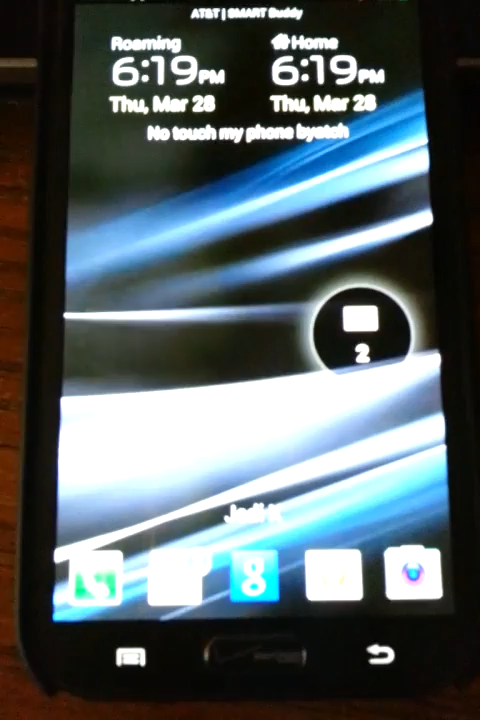 AT&T | SMART Buddy
Roaming
Home
6:19PM
6:19PM
Thu, Mar 28
Thu, Mar 28
No touch my phone byatch
2
g